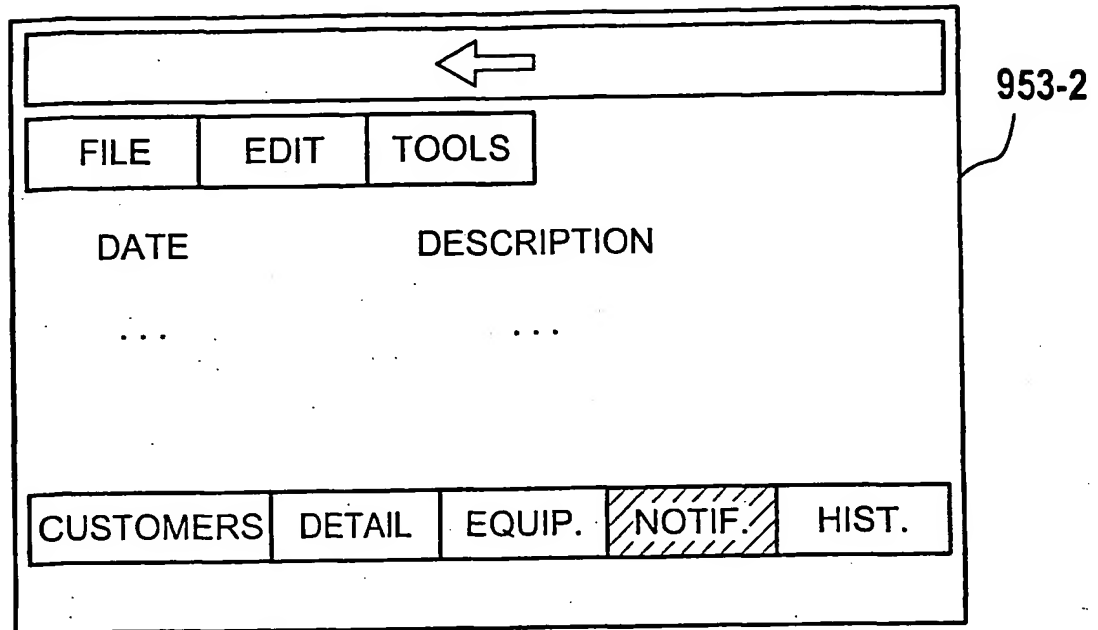 953-2
FILE EDIT TOOLS
DATE DESCRIPTION
... ...
CUSTOMERS DETAIL EQUIP. NOTIF. HIST.